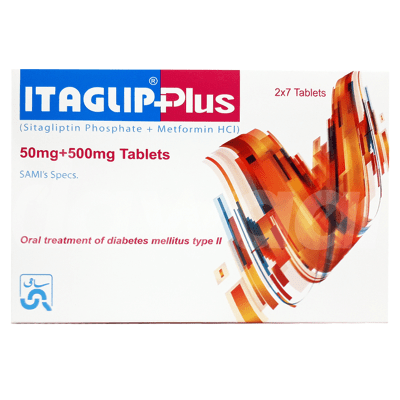 ITAGLIP+Plus®
2x7 Tablets
(Sitagliptin Phosphate + Metformin HCl)
50mg+500mg Tablets
SAMI's Specs.
Oral treatment of diabetes mellitus type II